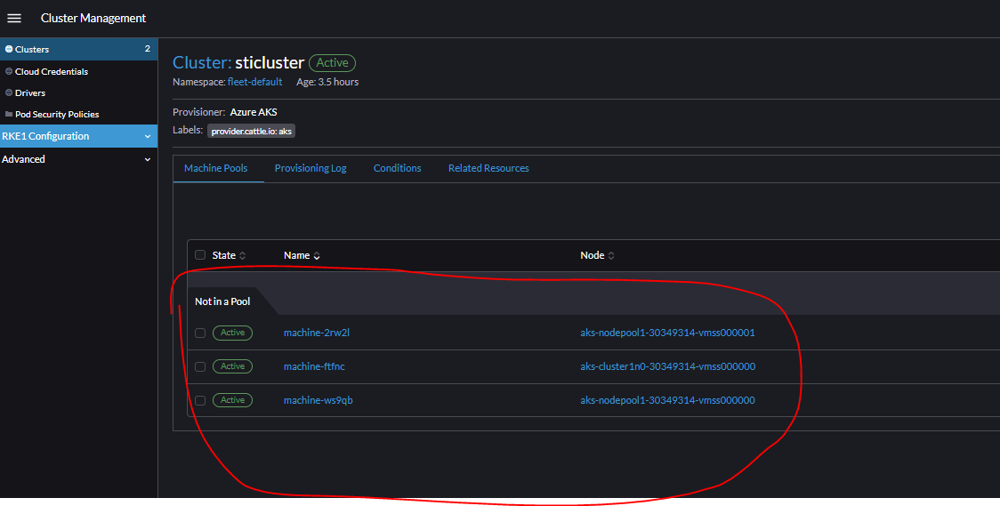 Cluster Management
Clusters 2
Cloud Credentials
Drivers
Pod Security Policies
RKE1 Configuration
Advanced
Cluster: sticluster Active
Namespace: fleet-default Age: 3.5 hours
Provisioner: Azure AKS
Labels: provider.cattle.io: aks
Machine Pools Provisioning Log Conditions Related Resources
State Name Node
Not in a Pool
Active machine-2rw2l aks-nodepool1-30349314-vmss000001
Active machine-ftfnc aks-cluster1n0-30349314-vmss000000
Active machine-ws9qb aks-nodepool1-30349314-vmss000000